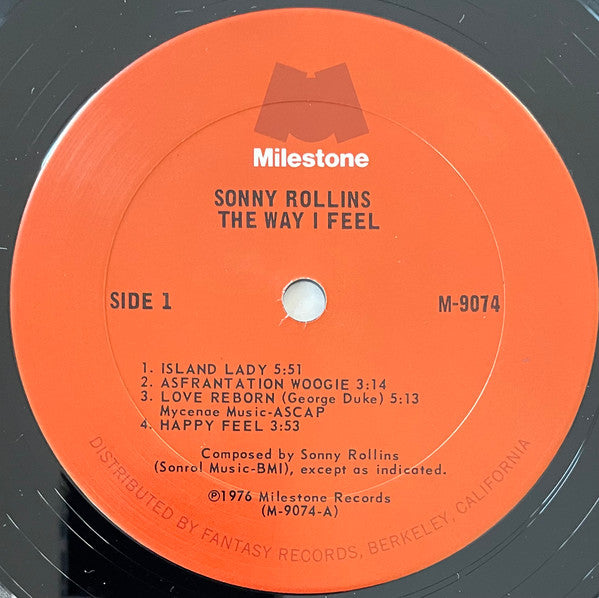 Milestone
SONNY ROLLINS
THE WAY I FEEL
SIDE 1
M-9074
1. ISLAND LADY 5:51
2. ASFRANTATION WOOGIE 3:14
3. LOVE REBORN (George Duke) 5:13
Mycenae Music-ASCAP
4. HAPPY FEEL 3:53
Composed by Sonny Rollins
(Sonrol Music-BMI), except as indicated.
℗1976 Milestone Records
(M-9074-A)
DISTRIBUTED BY FANTASY RECORDS, BERKELEY, CALIFORNIA